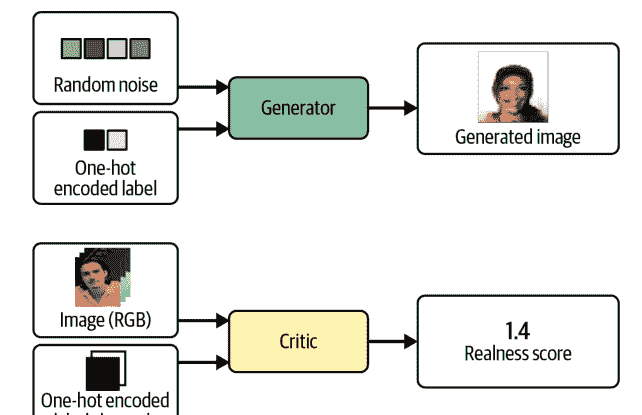 Random noise
Generator
Generated image
One-hot
encoded label
Image (RGB)
Critic
1.4
Realness score
One-hot encoded